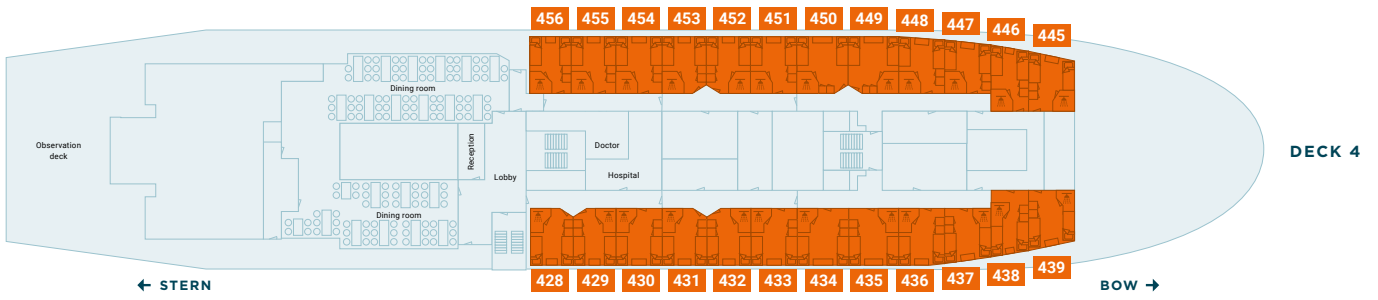 456 455 454 453 452 451 450 449 448 447 446 445
Dining room
Observation
deck
Reception
Doctor
Lobby
Hospital
DECK 4
Dining room
428 429 430 431 432 433 434 435 436 437 438 439
← STERN
BOW →